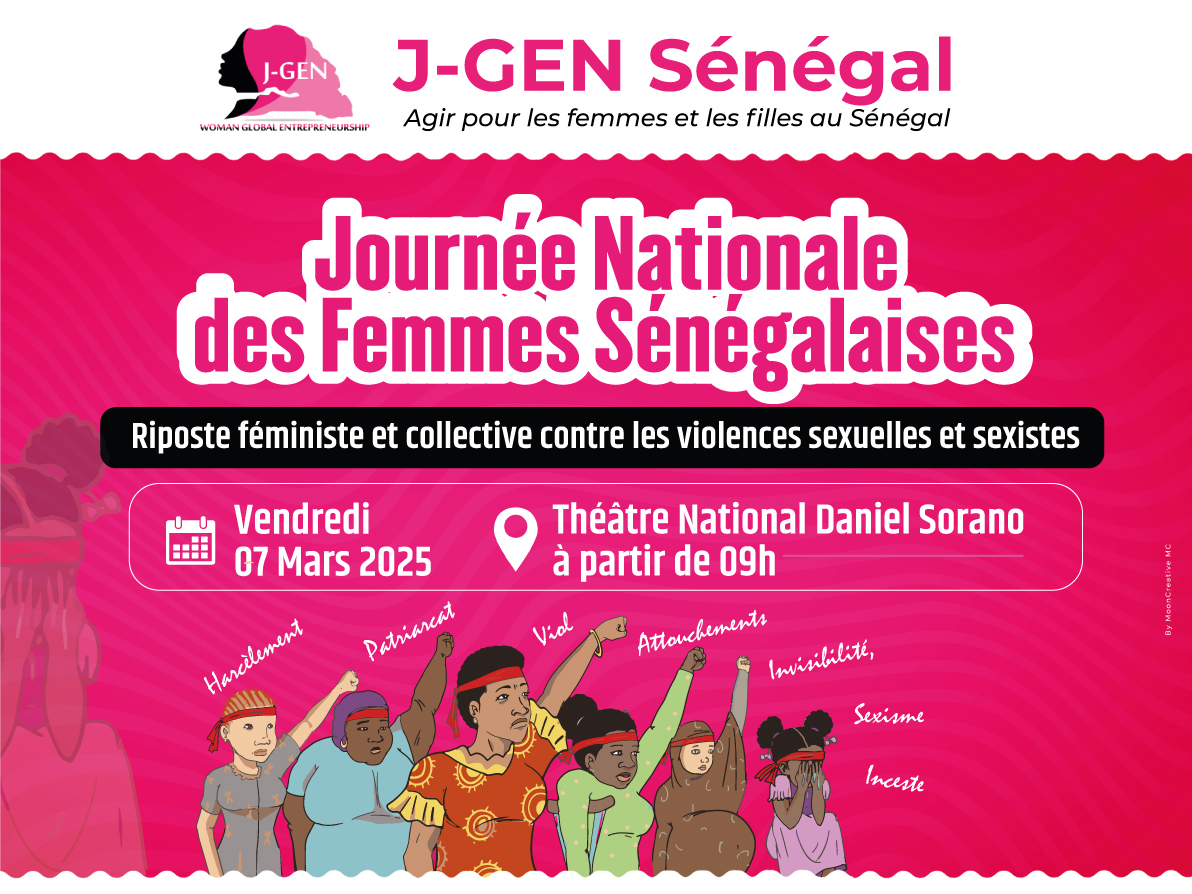 J-GEN
WOMAN GLOBAL ENTREPRENEURSHIP
J-GEN Sénégal
Agir pour les femmes et les filles au Sénégal
Journée Nationale
des Femmes Sénégalaises
Riposte féministe et collective contre les violences sexuelles et sexistes
Vendredi
07 Mars 2025
Théâtre National Daniel Sorano
à partir de 09h
By MoonCreative MC
Harcèlement
Patriarcat
Viol
Attouchements
Invisibilité,
Sexisme
Inceste